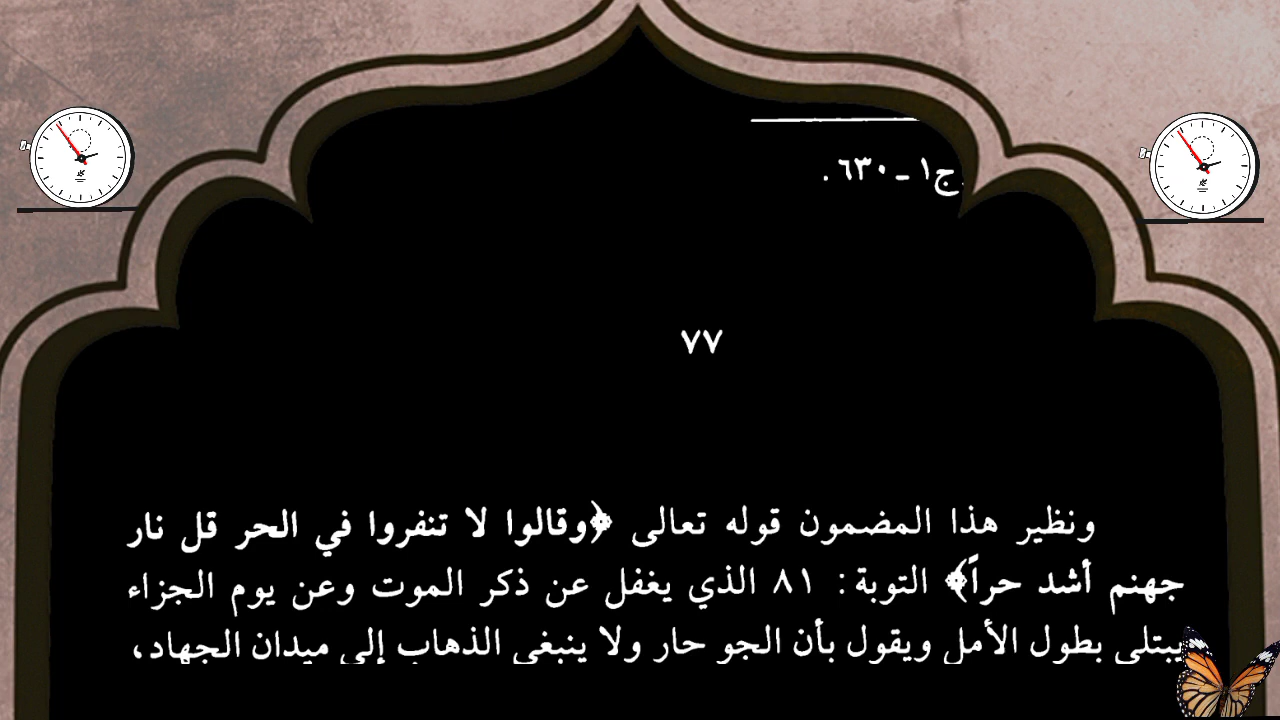 ج١ ـ ٦٣٠ .
٧٧
ونظير هذا المضمون قوله تعالى ﴿وقالوا لا تنفروا في الحر قل نار
جهنم أشد حراً﴾ التوبة: ٨١ الذي يغفل عن ذكر الموت وعن يوم الجزاء
يبتلى بطول الأمل ويقول بأن الجو حار ولا ينبغي الذهاب إلى ميدان الجهاد،